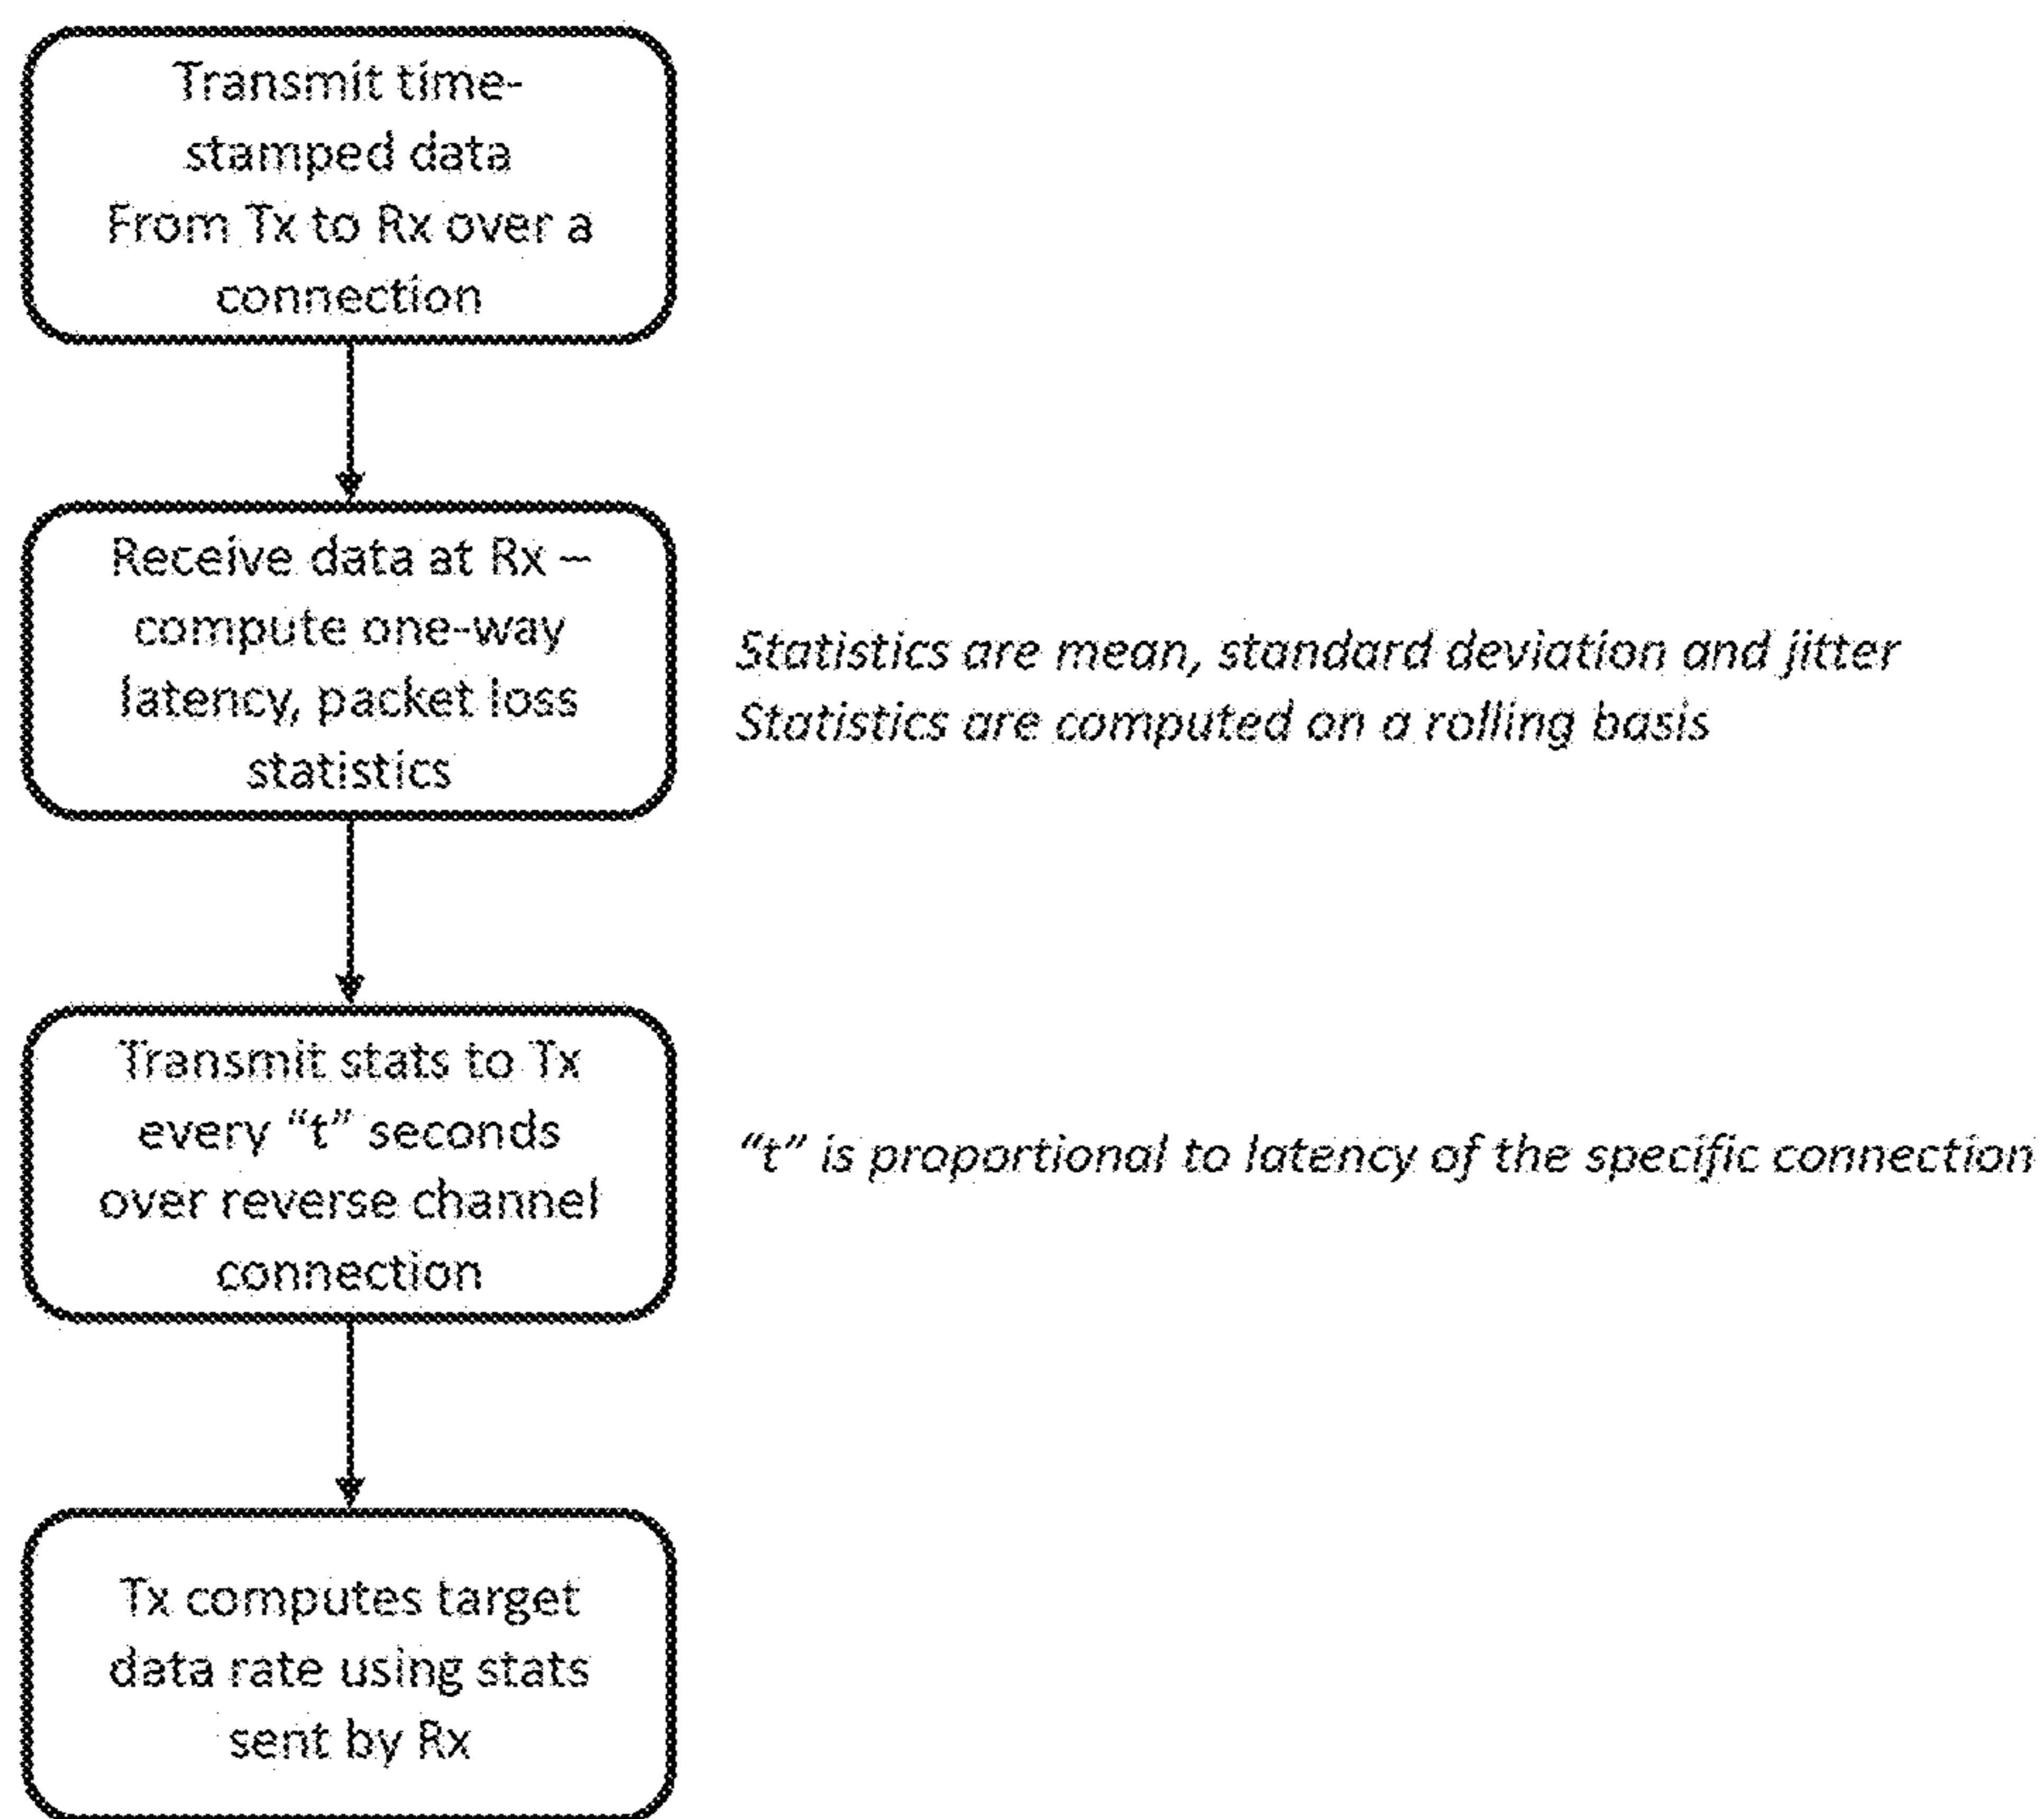 Transmit time-
stamped data
From Tx to Rx over a
connection
Receive data at Rx –
compute one-way
latency, packet loss
statistics
Statistics are mean, standard deviation and jitter
Statistics are computed on a rolling basis
Transmit stats to Tx
every “t” seconds
over reverse channel
connection
“t” is proportional to latency of the specific connection
Tx computes target
data rate using stats
sent by Rx